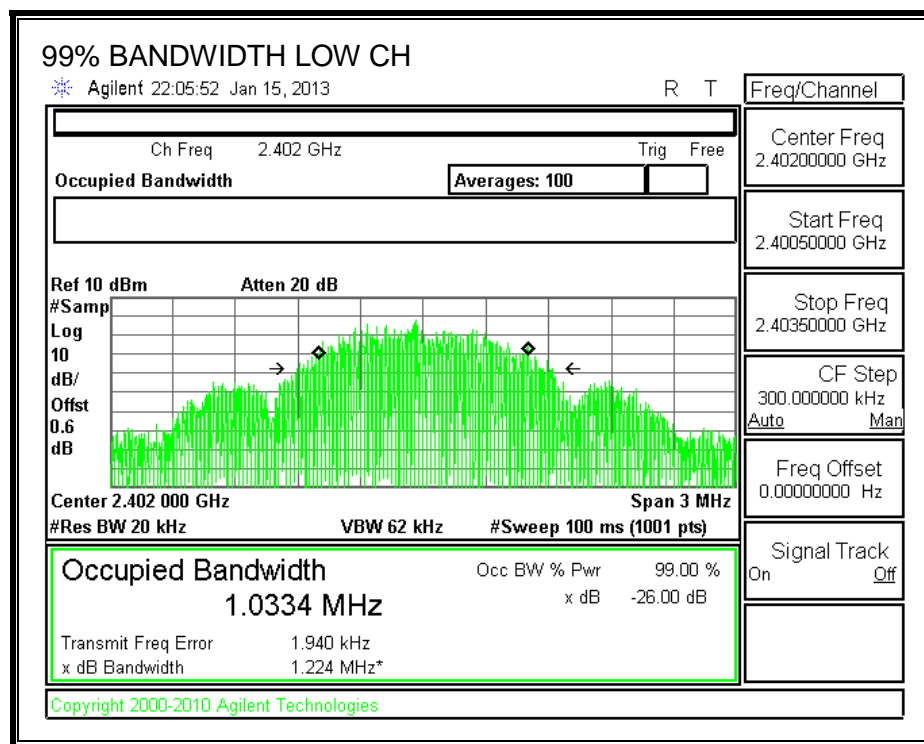 99% BANDWIDTH LOW CH
Agilent 22:05:52 Jan 15, 2013 R T
Ch Freq 2.402 GHz Trig Free
Occupied Bandwidth Averages: 100
Ref 10 dBm Atten 20 dB
#Samp
Log
10
dB/
Offst
0.6
dB
Center 2.402 000 GHz Span 3 MHz
#Res BW 20 kHz VBW 62 kHz #Sweep 100 ms (1001 pts)
Occupied Bandwidth Occ BW % Pwr 99.00 %
1.0334 MHz x dB -26.00 dB
Transmit Freq Error 1.940 kHz
x dB Bandwidth 1.224 MHz*
Copyright 2000-2010 Agilent Technologies
Freq/Channel
Center Freq
2.40200000 GHz
Start Freq
2.40050000 GHz
Stop Freq
2.40350000 GHz
CF Step
300.000000 kHz
Auto Man
Freq Offset
0.00000000 Hz
Signal Track
On Off